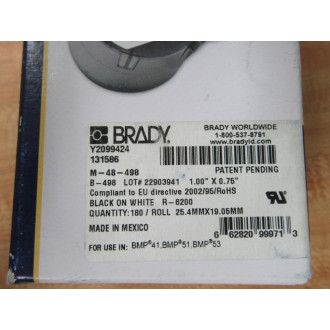 BRADY.
BRADY WORLDWIDE
1-800-537-8791
www.bradyid.com
Y2099424
131586
M-48-498
PATENT PENDING
B-498 LOT# 22903941 1.00" X 0.75"
Compliant to EU directive 2002/95/RoHS
BLACK ON WHITE R-6200
QUANTITY:180 / ROLL 25.4MMX19.05MM
MADE IN MEXICO
FOR USE IN: BMP®41,BMP®51,BMP®53
6 62820 99971 3